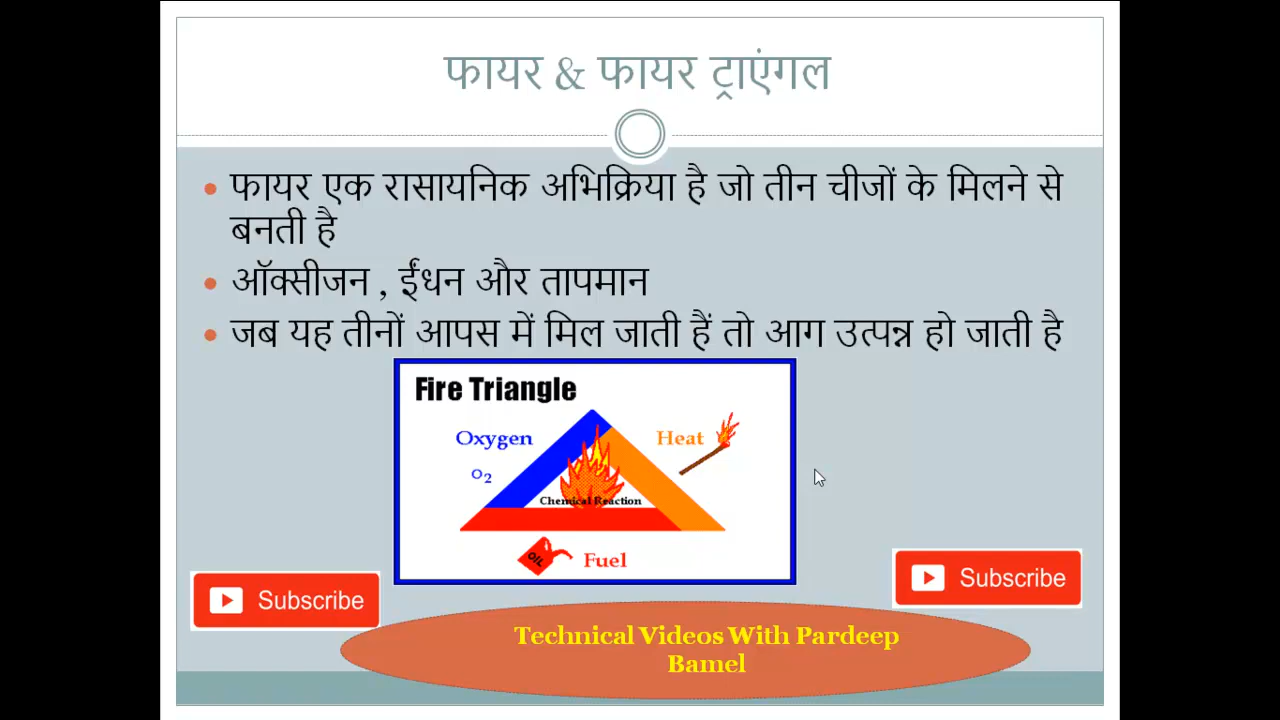 फायर & फायर ट्राएंगल
• फायर एक रासायनिक अभिक्रिया है जो तीन चीजों के मिलने से
बनती है
• ऑक्सीजन , ईंधन और तापमान
• जब यह तीनों आपस में मिल जाती हैं तो आग उत्पन्न हो जाती है
Fire Triangle
Oxygen
Heat
O2
Chemical Reaction
OIL
Fuel
Subscribe
Subscribe
Technical Videos With Pardeep
Bamel